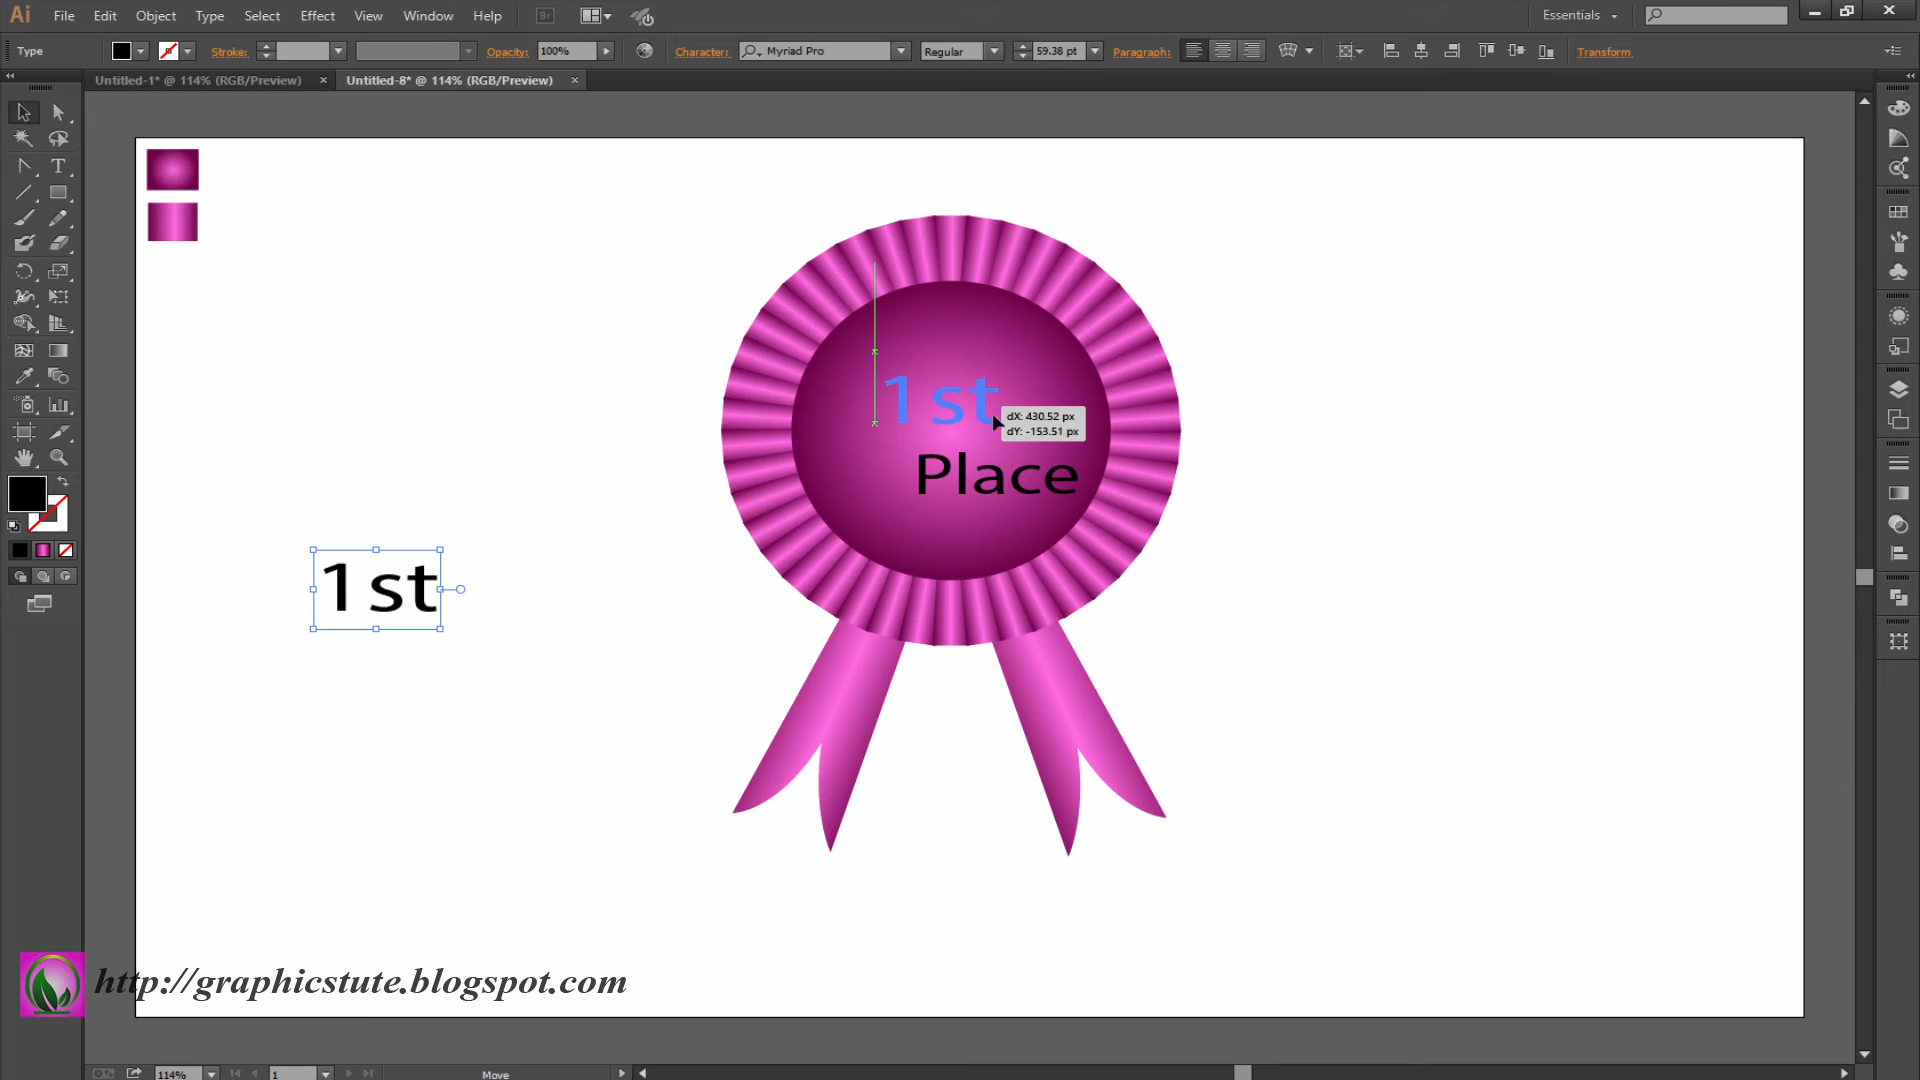 Ai File Edit Object Type Select Effect View Window Help Br Essentials
Type Stroke: Opacity: 100% Character: Myriad Pro Regular 59.38 pt Paragraph: Transform
Untitled-1* @ 114% (RGB/Preview) × Untitled-8* @ 114% (RGB/Preview) ×
1st
dX: 430.52 px
dY: -153.51 px
Place
1st
http://graphicstute.blogspot.com
114% 1 Move